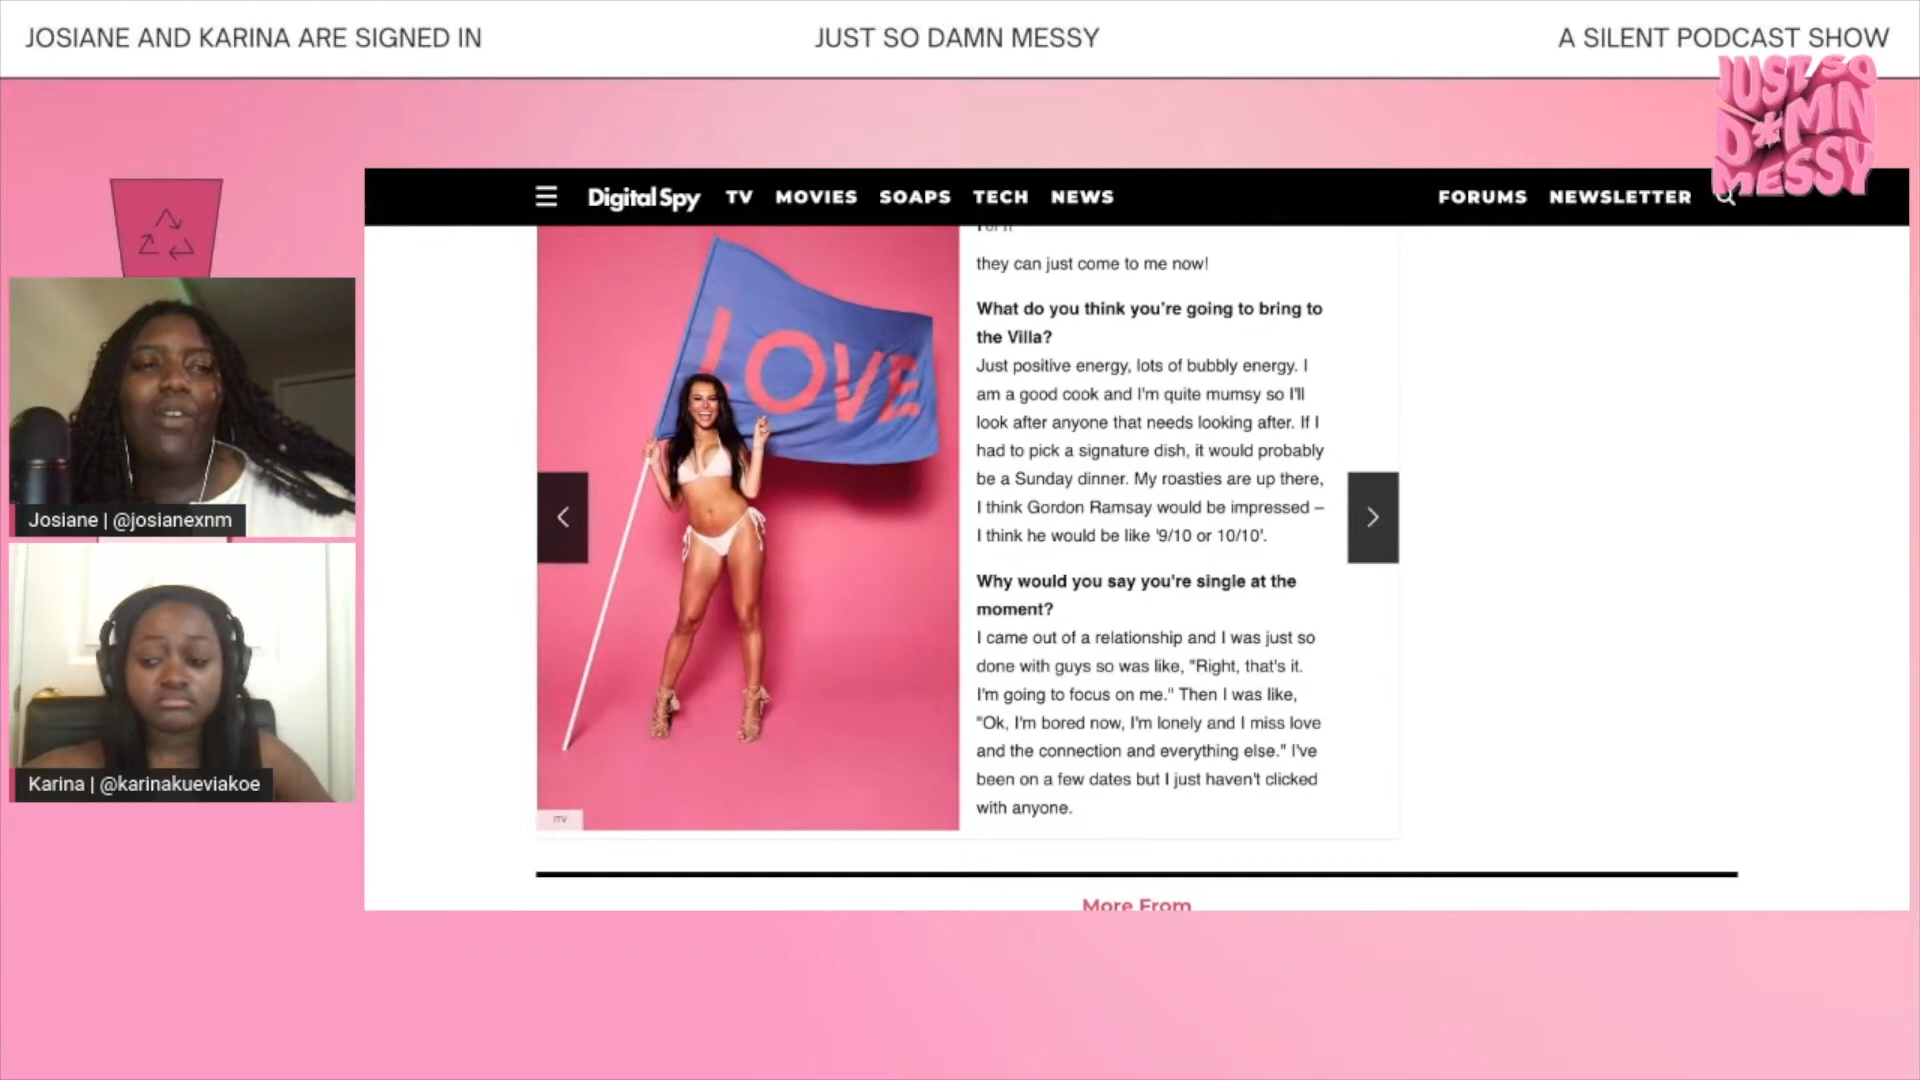 JOSIANE AND KARINA ARE SIGNED IN
JUST SO DAMN MESSY
A SILENT PODCAST SHOW
JUST SO
D*MN
MESSY
Digital Spy
TV
MOVIES
SOAPS
TECH
NEWS
FORUMS
NEWSLETTER
LOVE
they can just come to me now!
What do you think you're going to bring to
the Villa?
Just positive energy, lots of bubbly energy. I
am a good cook and I'm quite mumsy so I'll
look after anyone that needs looking after. If I
had to pick a signature dish, it would probably
be a Sunday dinner. My roasties are up there,
I think Gordon Ramsay would be impressed –
I think he would be like '9/10 or 10/10'.
Why would you say you're single at the
moment?
I came out of a relationship and I was just so
done with guys so was like, "Right, that's it.
I'm going to focus on me." Then I was like,
"Ok, I'm bored now, I'm lonely and I miss love
and the connection and everything else." I've
been on a few dates but I just haven't clicked
with anyone.
ITV
More From
Josiane | @josianexnm
Karina | @karinakueviakoe